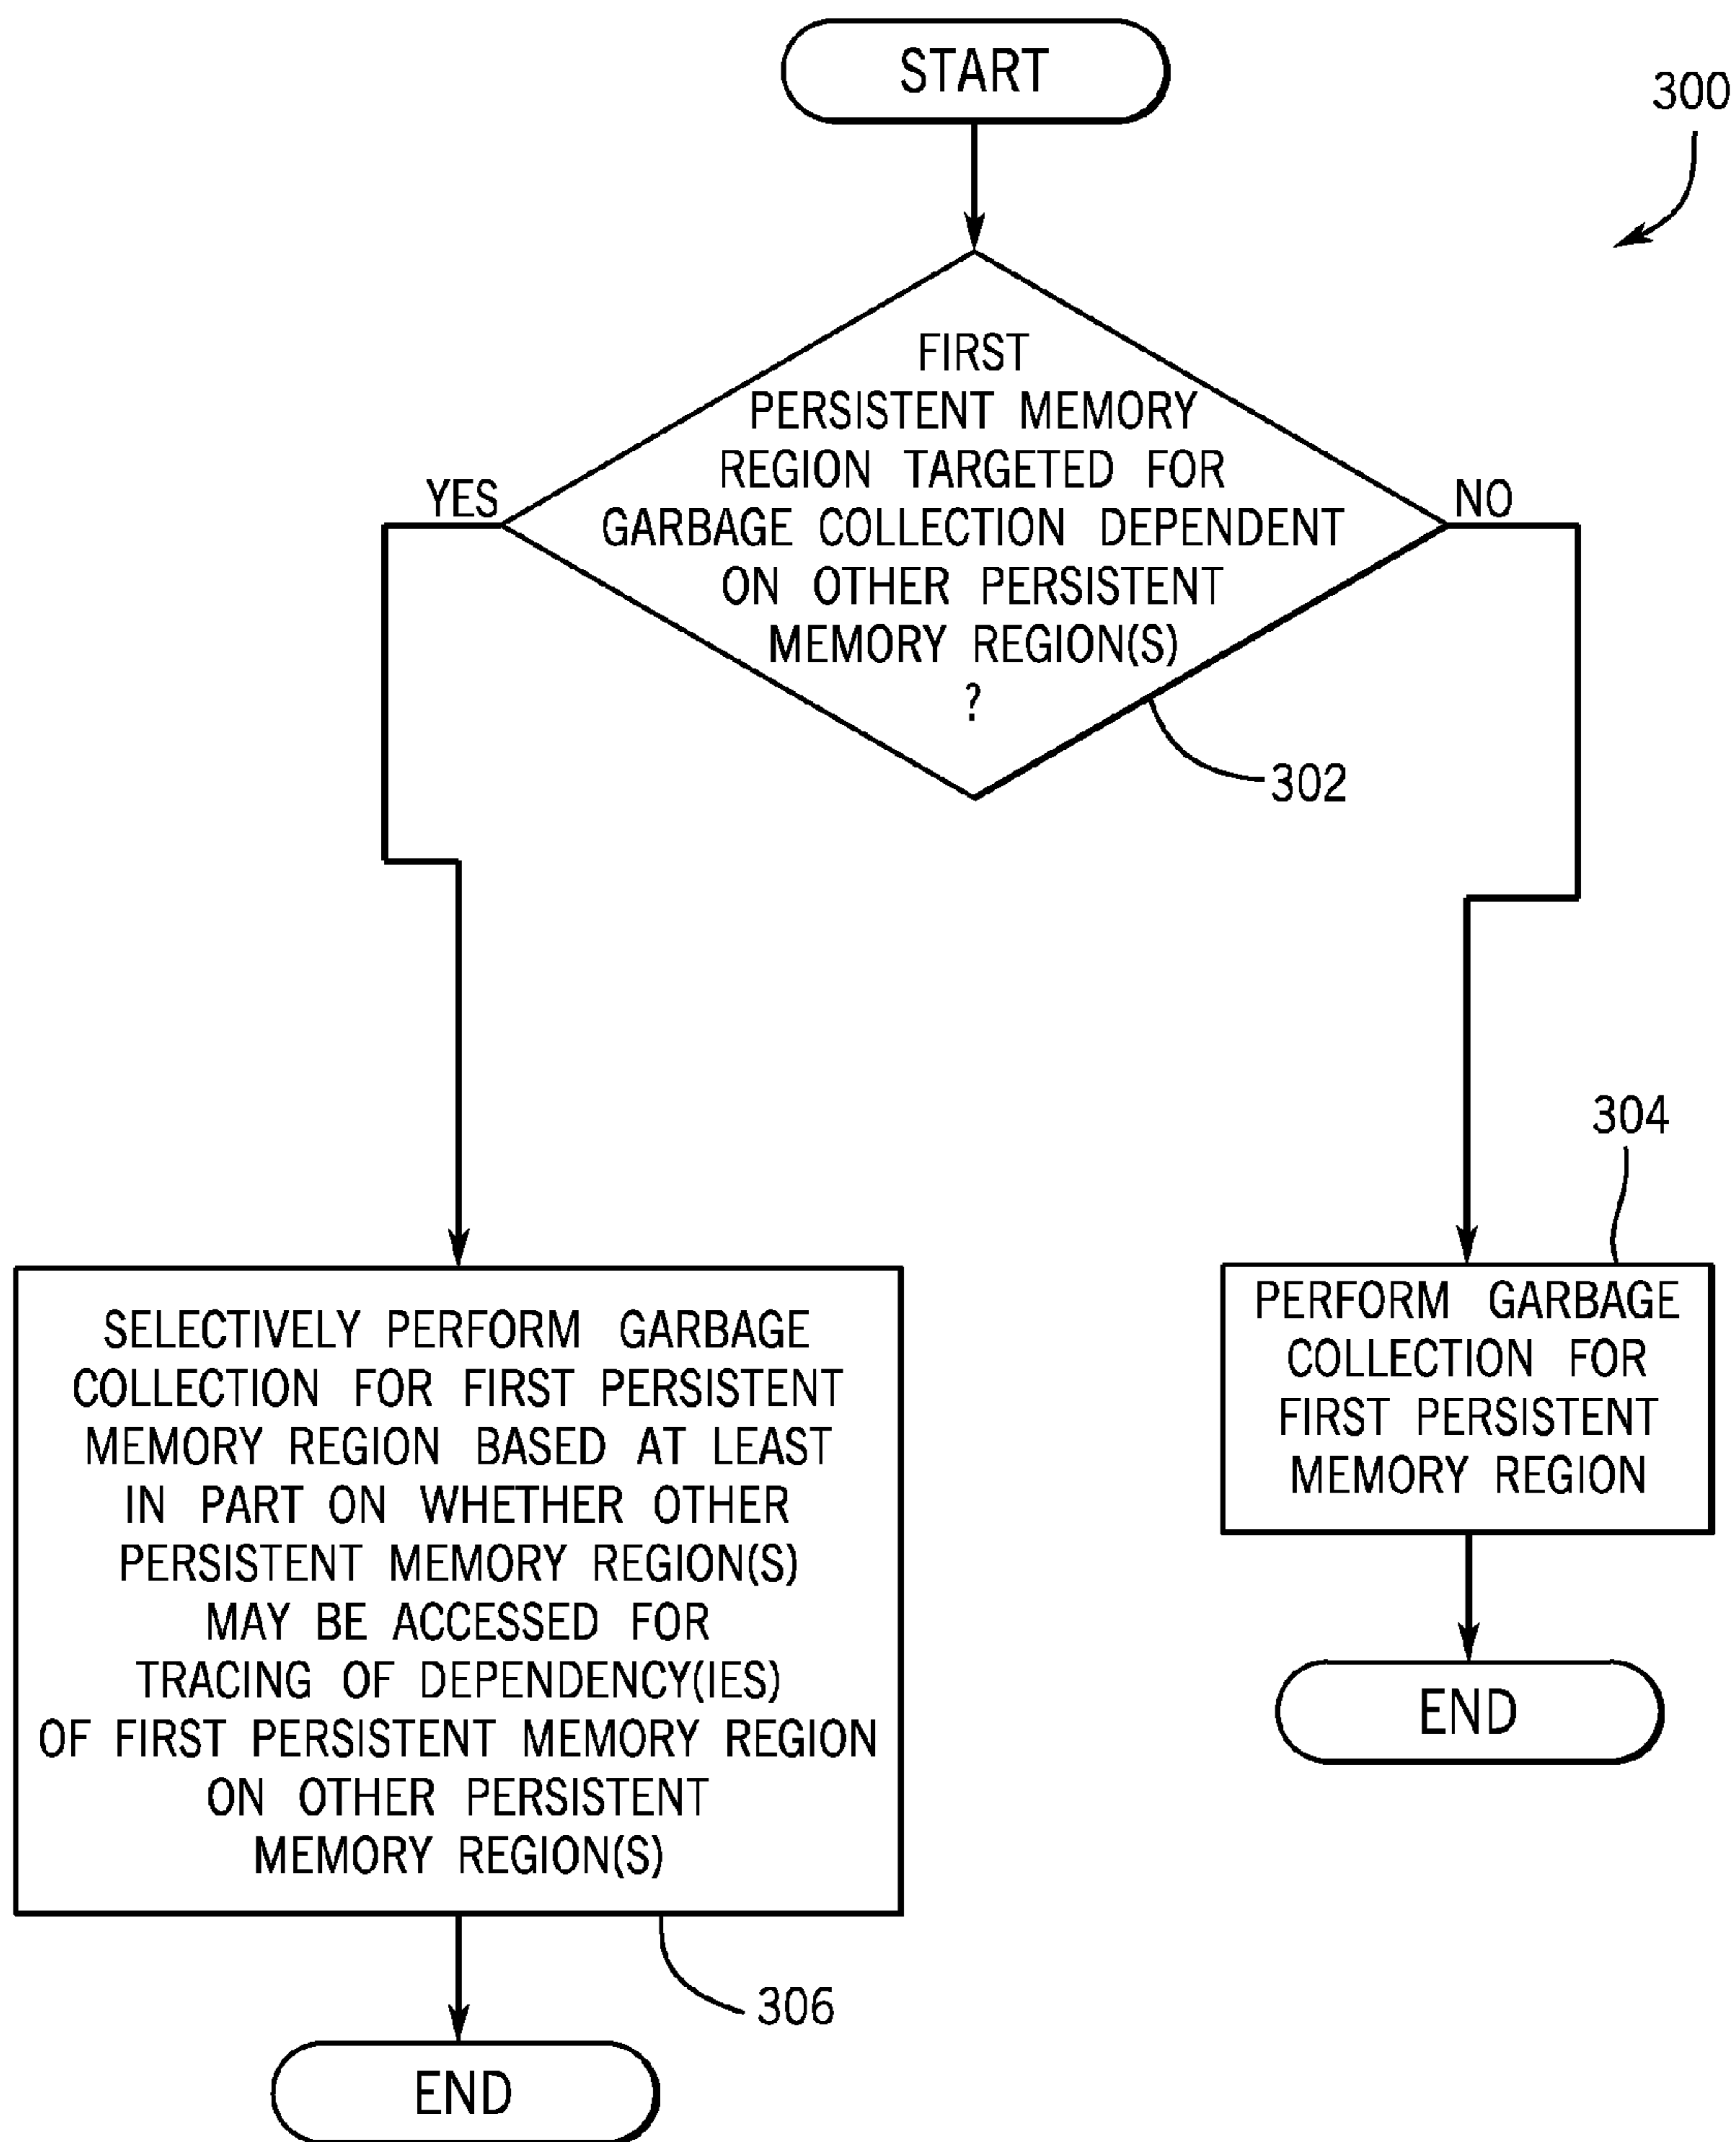 START
300
FIRST
PERSISTENT MEMORY
REGION TARGETED FOR
GARBAGE COLLECTION DEPENDENT
ON OTHER PERSISTENT
MEMORY REGION(S)
?
YES
NO
302
304
PERFORM GARBAGE
COLLECTION FOR
FIRST PERSISTENT
MEMORY REGION
END
SELECTIVELY PERFORM GARBAGE
COLLECTION FOR FIRST PERSISTENT
MEMORY REGION BASED AT LEAST
IN PART ON WHETHER OTHER
PERSISTENT MEMORY REGION(S)
MAY BE ACCESSED FOR
TRACING OF DEPENDENCY(IES)
OF FIRST PERSISTENT MEMORY REGION
ON OTHER PERSISTENT
MEMORY REGION(S)
306
END